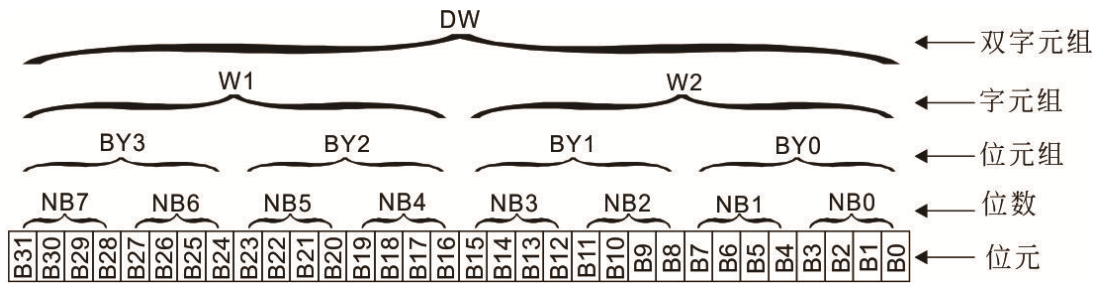 DW
双字元组
W1 W2
字元组
BY3 BY2 BY1 BY0
位元组
NB7 NB6 NB5 NB4 NB3 NB2 NB1 NB0
位数
B31 B30 B29 B28 B27 B26 B25 B24 B23 B22 B21 B20 B19 B18 B17 B16 B15 B14 B13 B12 B11 B10 B9 B8 B7 B6 B5 B4 B3 B2 B1 B0
位元